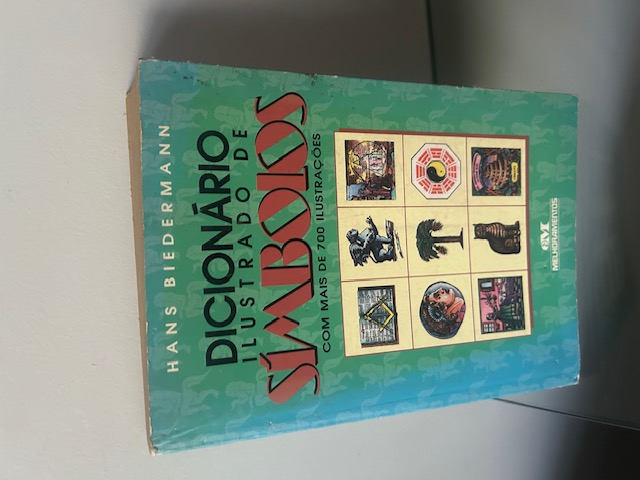 HANS BIEDERMANN
DICIONÁRIO
ILUSTRADO DE
SÍMBOLOS
COM MAIS DE 700 ILUSTRAÇÕES
MELHORAMENTOS